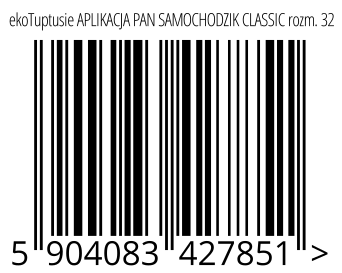 ekoTuptusie APLIKACJA PAN SAMOCHODZIK CLASSIC rozm. 32
5 904083 427851 >